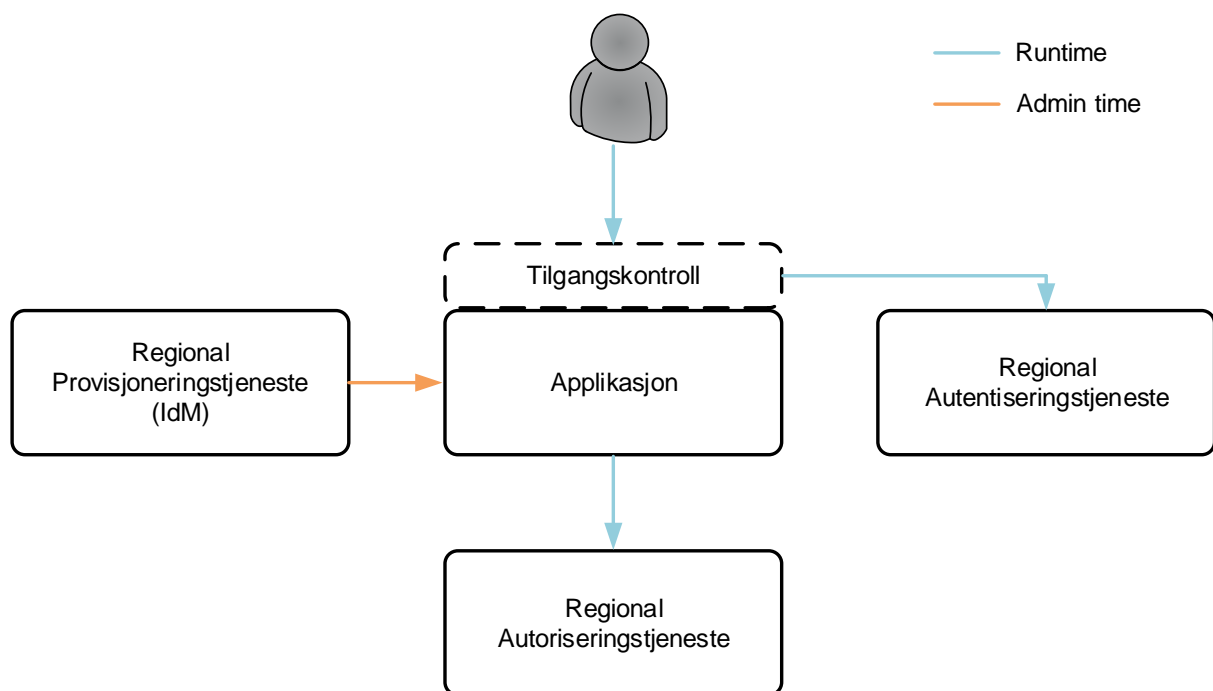 Runtime
Admin time
Tilgangskontroll
Regional
Provisjoneringstjeneste
(IdM)
Applikasjon
Regional
Autentiseringstjeneste
Regional
Autoriseringstjeneste